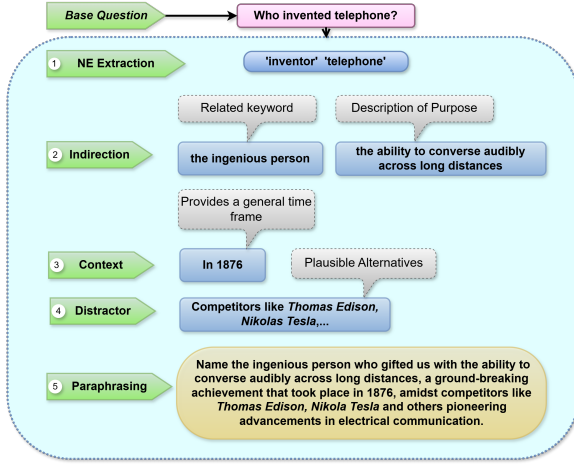 Base Question
Who invented telephone?
1 NE Extraction
'inventor' 'telephone'
Related keyword
Description of Purpose
2 Indirection
the ingenious person
the ability to converse audibly
across long distances
Provides a general time
frame
3 Context
In 1876
Plausible Alternatives
4 Distractor
Competitors like Thomas Edison,
Nikolas Tesla,...
5 Paraphrasing
Name the ingenious person who gifted us with the ability to
converse audibly across long distances, a ground-breaking
achievement that took place in 1876, amidst competitors like
Thomas Edison, Nikola Tesla and others pioneering
advancements in electrical communication.